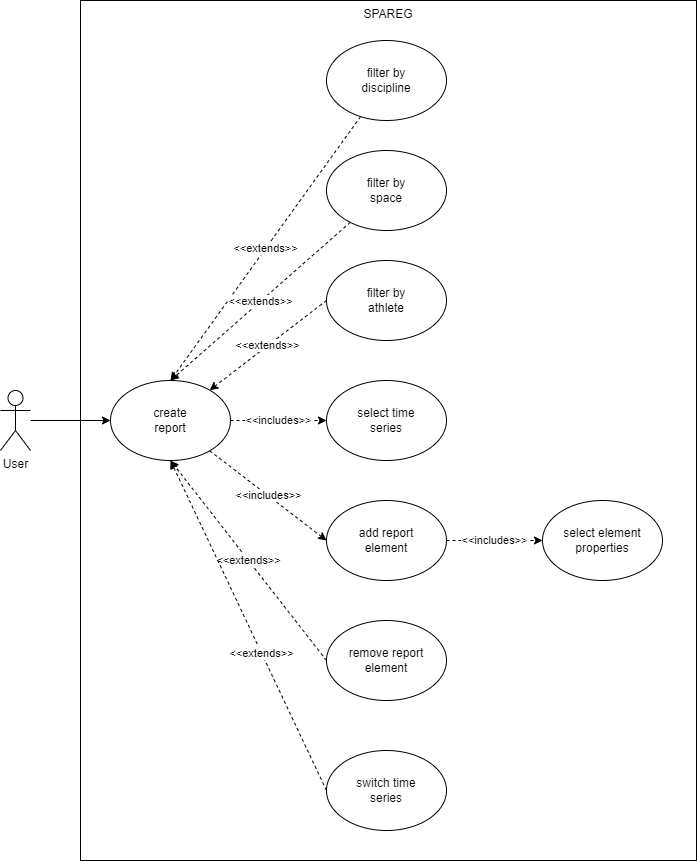 SPAREG
filter by
discipline
filter by
space
<<extends>>
<<extends>>
filter by
athlete
<<extends>>
User
create
report
<<includes>>
select time
series
<<includes>>
add report
element
<<includes>>
select element
properties
<<extends>>
remove report
element
<<extends>>
switch time
series